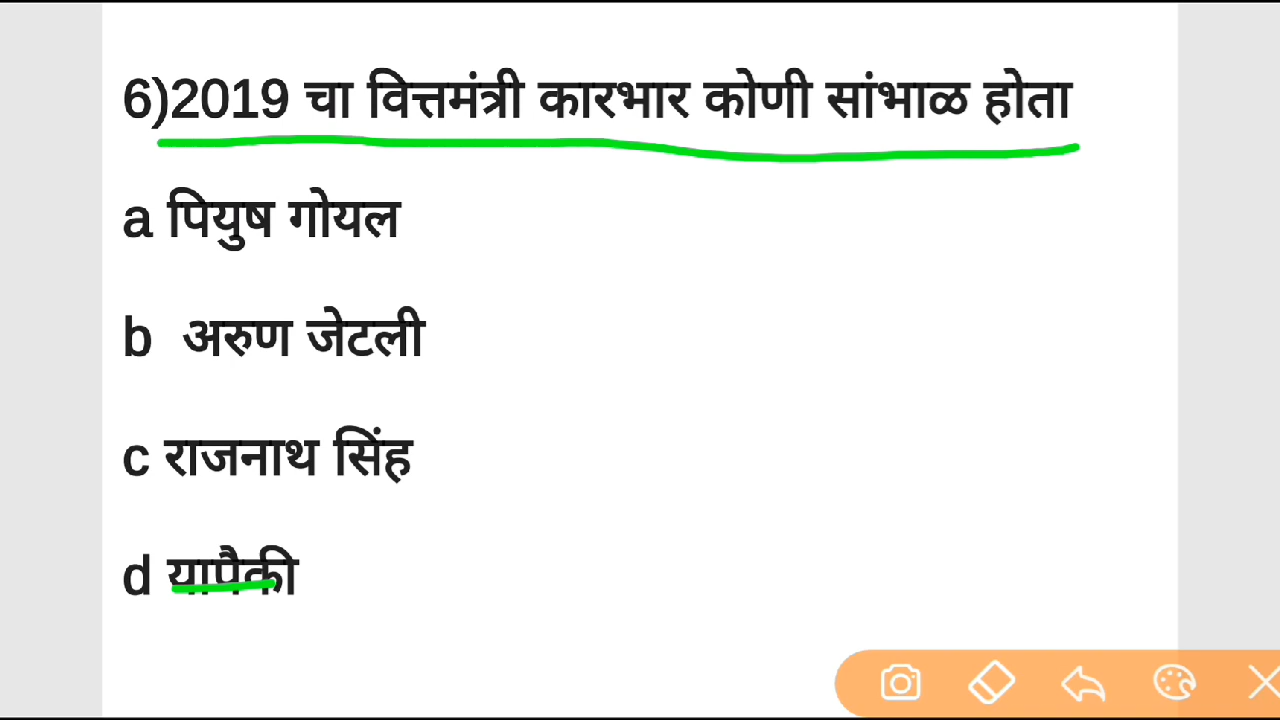 6)2019 चा वित्तमंत्री कारभार कोणी सांभाळ होता
a पियुष गोयल
b अरुण जेटली
c राजनाथ सिंह
d यापैकी